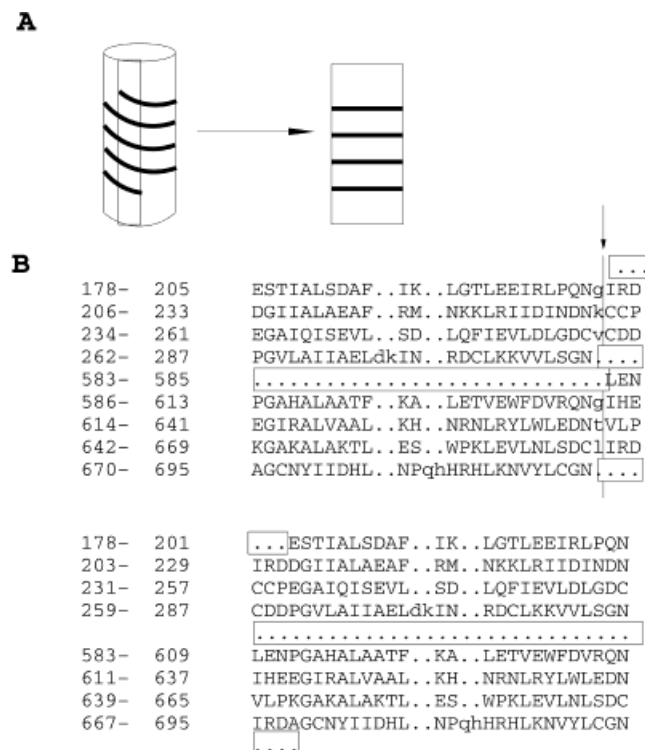 A
B
...
178- 205 ESTIALSDAF..IK..LGTLEEIRLPQNgIRD
206- 233 DGIIALAEAF..RM..NKKLRIIDINDNkCCP
234- 261 EGAIQISEVL..SD..LQFIEVLDLGDCvCDD
262- 287 PGVLAIIAELdkIN..RDCLKKVVLSGN....
583- 585 .............................LEN
586- 613 PGAHALAATF..KA..LETVEWFDVRQNgIHE
614- 641 EGIRALVAAL..KH..NRNLRYLWLEDNtVLP
642- 669 KGAKALAKTL..ES..WPKLEVLNLSDClIRD
670- 695 AGCNYIIDHL..NPqhHRHLKNVYLCGN....
178- 201 ...ESTIALSDAF..IK..LGTLEEIRLPQN
203- 229 IRDDGIIALAEAF..RM..NKKLRIIDINDN
231- 257 CCPEGAIQISEVL..SD..LQFIEVLDLGDC
259- 287 CDDPGVLAIIAELdkIN..RDCLKKVVLSGN
...............................
583- 609 LENPGAHALAATF..KA..LETVEWFDVRQN
611- 637 IHEEGIRALVAAL..KH..NRNLRYLWLEDN
639- 665 VLPKGAKALAKTL..ES..WPKLEVLNLSDC
667- 695 IRDAGCNYIIDHL..NPqhHRHLKNVYLCGN
....